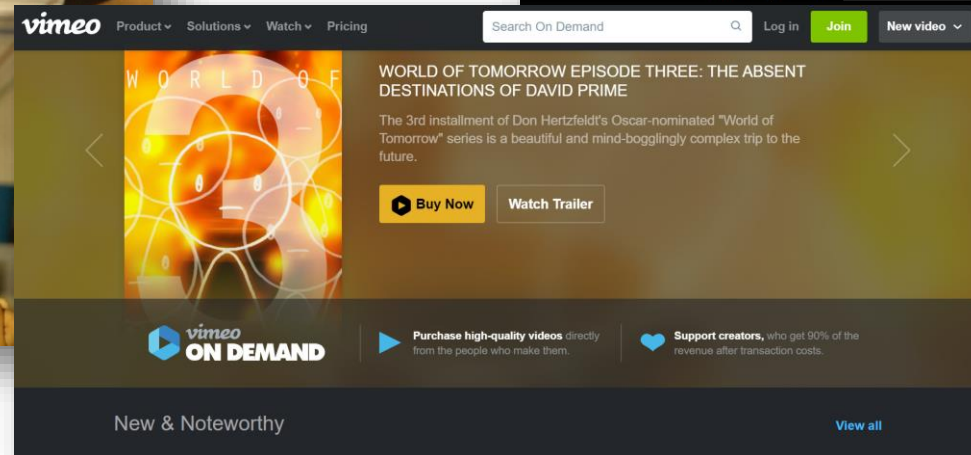 vimeo Product Solutions Watch Pricing Search On Demand Log in Join New video
WORLD OF
3
WORLD OF TOMORROW EPISODE THREE: THE ABSENT
DESTINATIONS OF DAVID PRIME
The 3rd installment of Don Hertzfeldt's Oscar-nominated "World of
Tomorrow" series is a beautiful and mind-bogglingly complex trip to the
future.
Buy Now Watch Trailer
vimeo
ON DEMAND
Purchase high-quality videos directly
from the people who make them.
Support creators, who get 90% of the
revenue after transaction costs.
New & Noteworthy View all